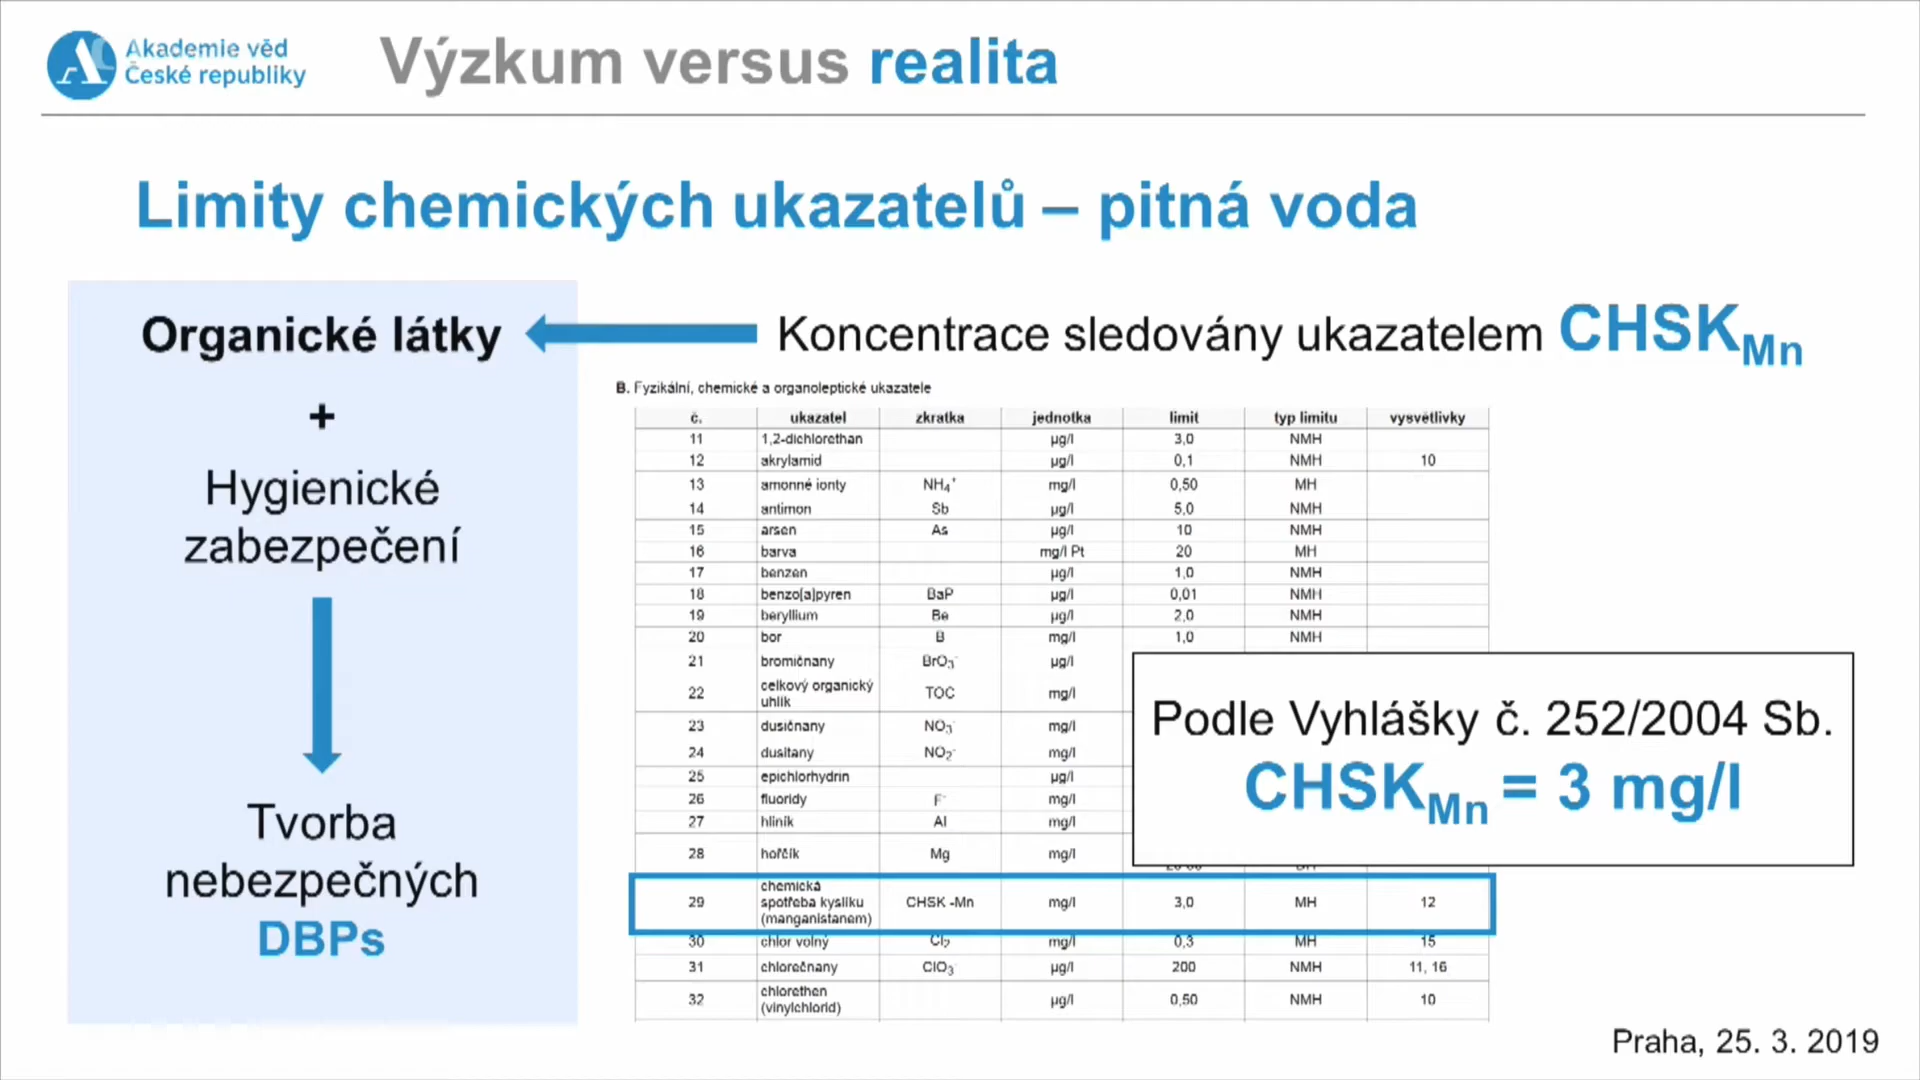 Akademie věd
České republiky
Výzkum versus realita
Limity chemických ukazatelů – pitná voda
Organické látky
+
Hygienické
zabezpečení
Tvorba
nebezpečných
DBPs
Koncentrace sledovány ukazatelem CHSK_Mn
B. Fyzikální, chemické a organoleptické ukazatele
č. ukazatel zkratka jednotka limit typ limitu vysvětlivky
11 1,2-dichlorethan µg/l 3,0 NMH
12 akrylamid µg/l 0,1 NMH 10
13 amonné ionty NH₄⁺ mg/l 0,50 MH
14 antimon Sb µg/l 5,0 NMH
15 arsen As µg/l 10 NMH
16 barva mg/l Pt 20 MH
17 benzen µg/l 1,0 NMH
18 benzo[a]pyren BaP µg/l 0,01 NMH
19 beryllium Be µg/l 2,0 NMH
20 bor B mg/l 1,0 NMH
21 bromičnany BrO₃⁻ µg/l
22 celkový organický uhlík TOC mg/l
23 dusičnany NO₃⁻ mg/l
24 dusitany NO₂⁻ mg/l
25 epichlorhydrin µg/l
26 fluoridy F⁻ mg/l
27 hliník Al mg/l
28 hořčík Mg mg/l
29 chemická spotřeba kyslíku (manganistanem) CHSK -Mn mg/l 3,0 MH 12
30 chlor volný Cl₂ mg/l 0,3 MH 15
31 chlorečnany ClO₃⁻ µg/l 200 NMH 11, 16
32 chlorethen (vinylchlorid) µg/l 0,50 NMH 10
Podle Vyhlášky č. 252/2004 Sb.
CHSK_Mn = 3 mg/l
Praha, 25. 3. 2019